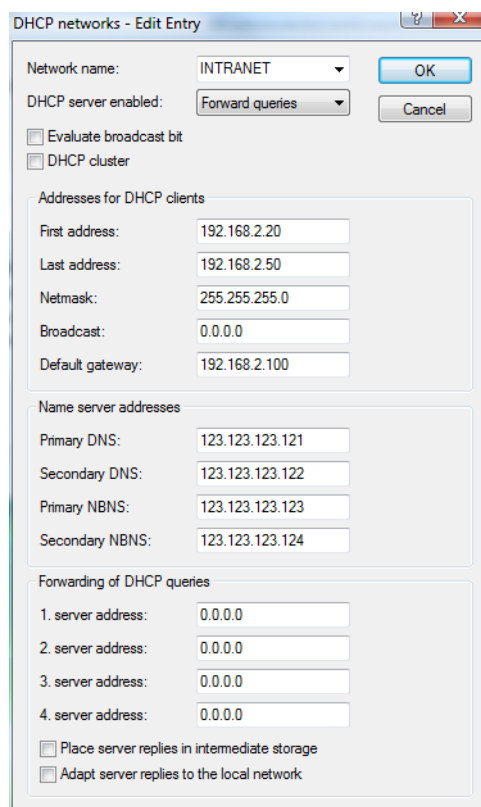 DHCP networks - Edit Entry
Network name: INTRANET OK
DHCP server enabled: Forward queries Cancel
Evaluate broadcast bit
DHCP cluster
Addresses for DHCP clients
First address: 192.168.2.20
Last address: 192.168.2.50
Netmask: 255.255.255.0
Broadcast: 0.0.0.0
Default gateway: 192.168.2.100
Name server addresses
Primary DNS: 123.123.123.121
Secondary DNS: 123.123.123.122
Primary NBNS: 123.123.123.123
Secondary NBNS: 123.123.123.124
Forwarding of DHCP queries
1. server address: 0.0.0.0
2. server address: 0.0.0.0
3. server address: 0.0.0.0
4. server address: 0.0.0.0
Place server replies in intermediate storage
Adapt server replies to the local network